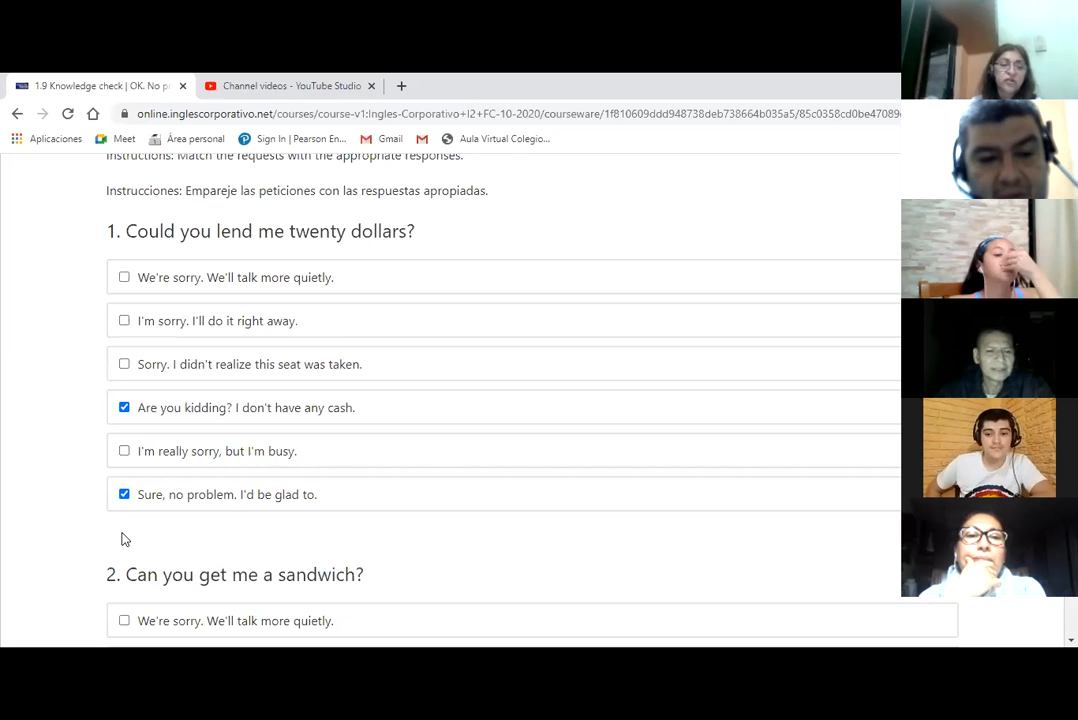 1.9 Knowledge check | OK. No p
Channel videos - YouTube Studio
online.inglescorporativo.net/courses/course-v1:Ingles-Corporativo+I2+FC-10-2020/courseware/1f810609ddd948738deb738664b035a5/85c0358cd0be47089
Aplicaciones Meet Área personal Sign In | Pearson En... Gmail Aula Virtual Colegio...
Instructions: Match the requests with the appropriate responses.
Instrucciones: Empareje las peticiones con las respuestas apropiadas.
1. Could you lend me twenty dollars?
We're sorry. We'll talk more quietly.
I'm sorry. I'll do it right away.
Sorry. I didn't realize this seat was taken.
Are you kidding? I don't have any cash.
I'm really sorry, but I'm busy.
Sure, no problem. I'd be glad to.
2. Can you get me a sandwich?
We're sorry. We'll talk more quietly.